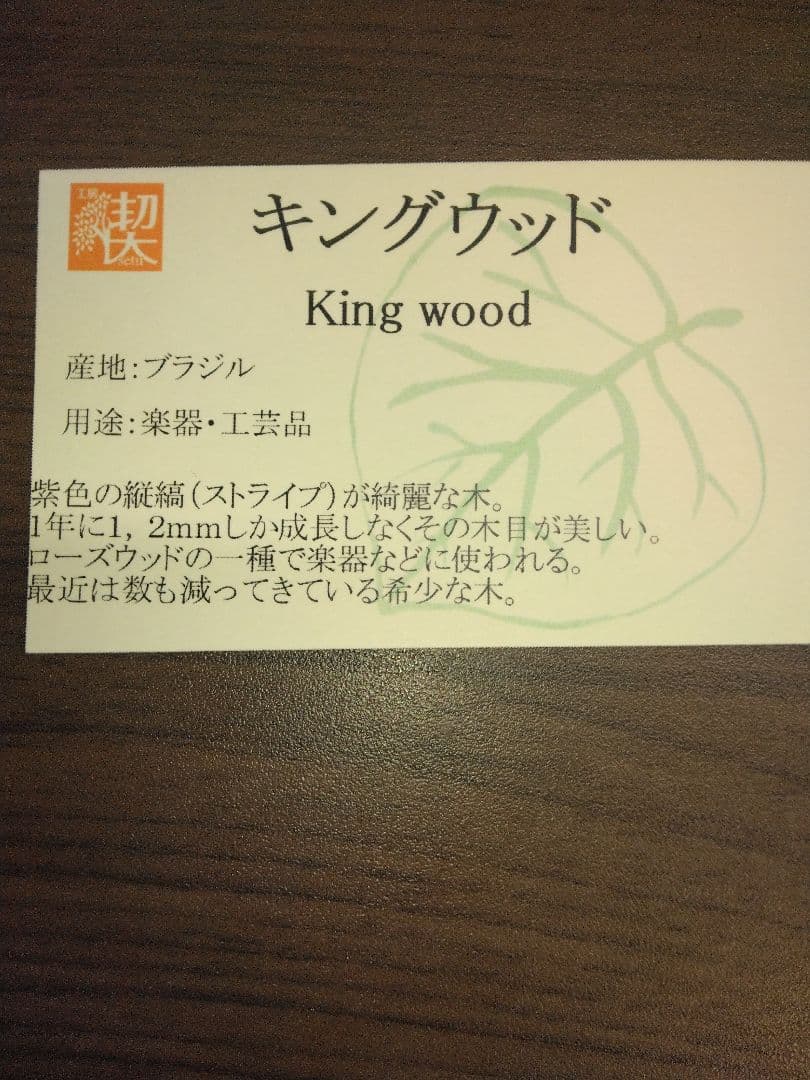 工房
契
seki
キングウッド
King wood
産地:ブラジル
用途:楽器・工芸品
紫色の縦縞(ストライプ)が綺麗な木。
1年に1, 2mmしか成長しなくその木目が美しい。
ローズウッドの一種で楽器などに使われる。
最近は数も減ってきている希少な木。